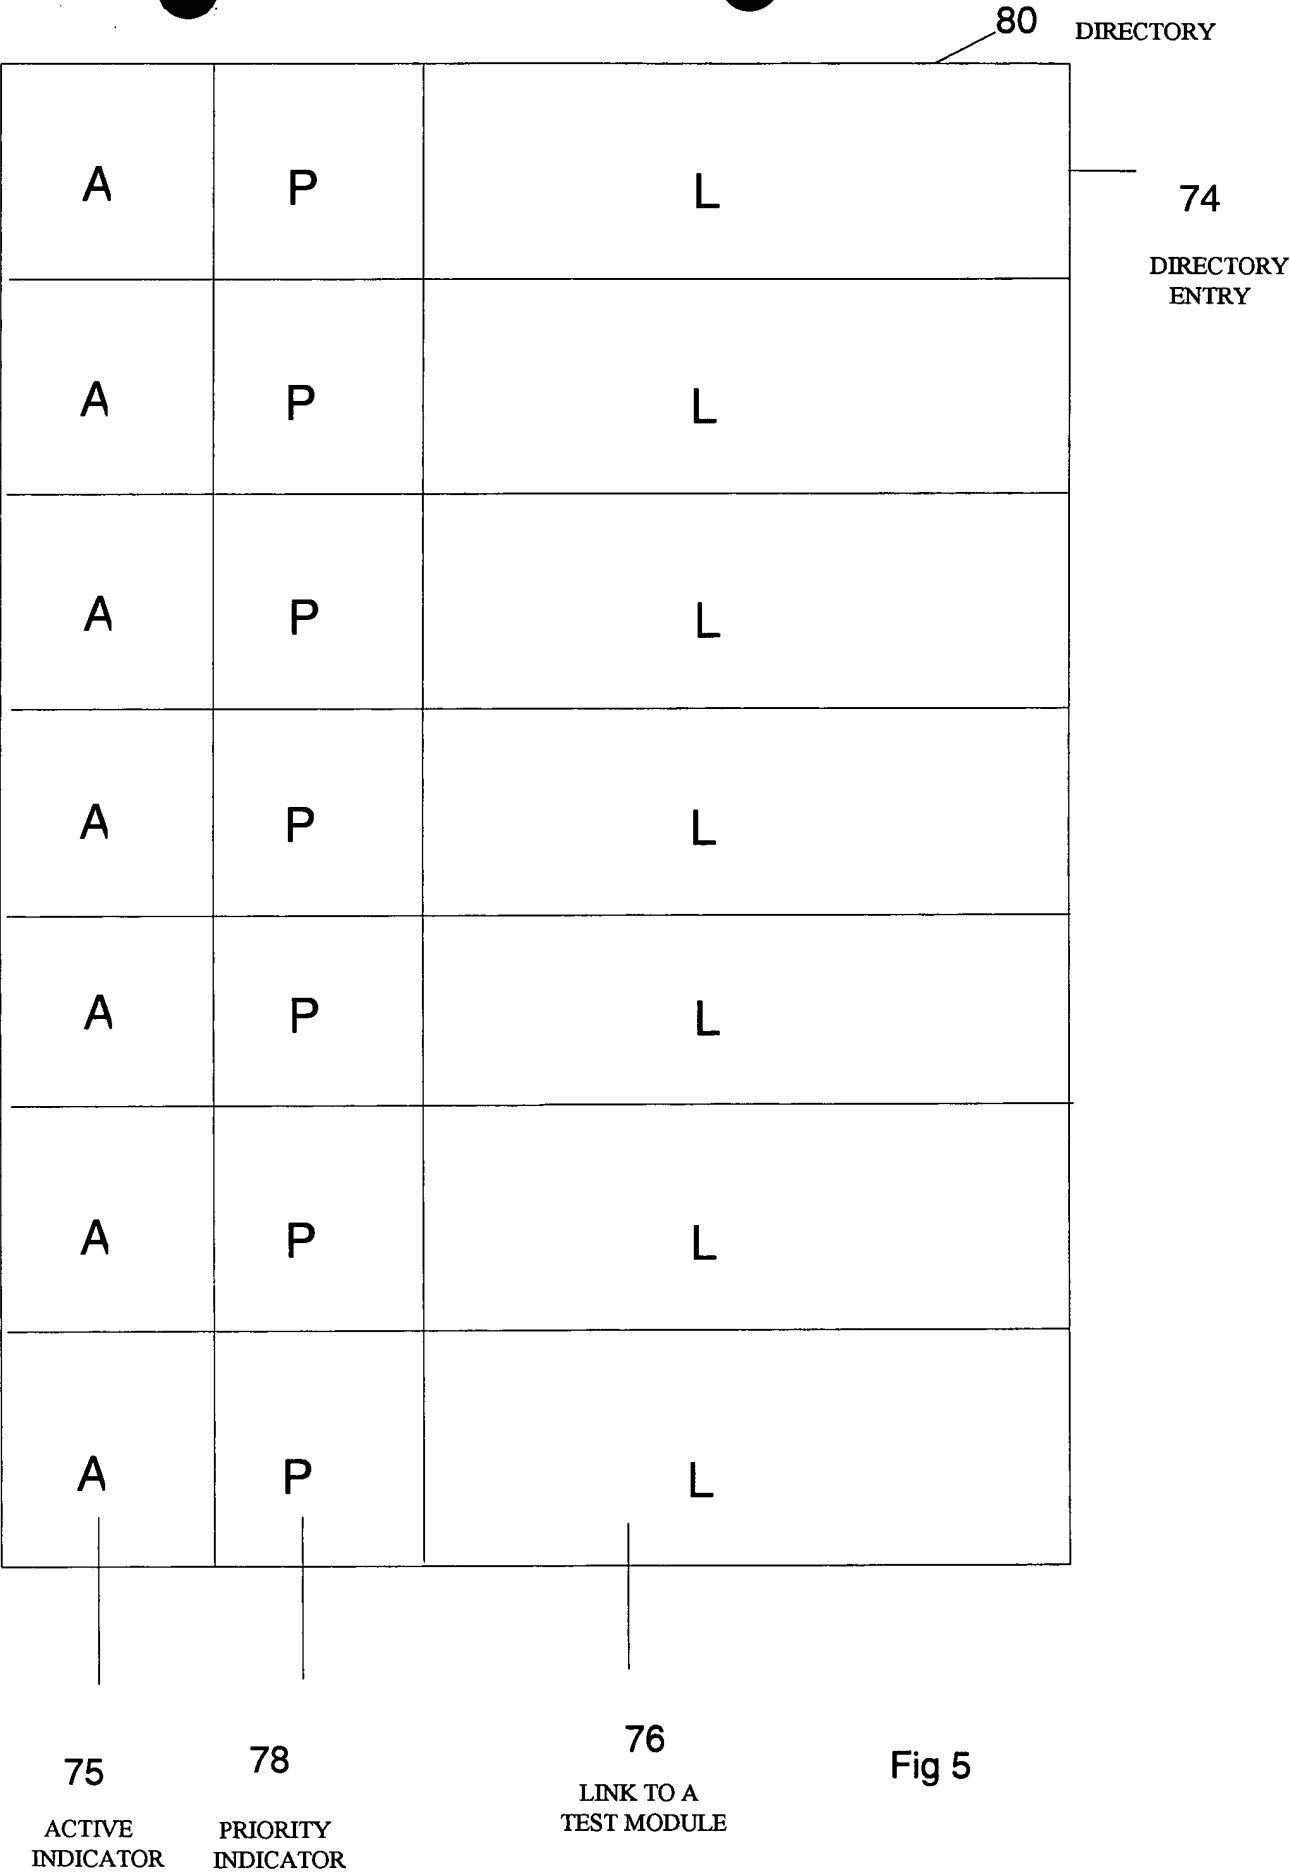 80 DIRECTORY
A P L
74
DIRECTORY
ENTRY
A P L
A P L
A P L
A P L
A P L
A P L
75 78 76 Fig 5
LINK TO A
TEST MODULE
ACTIVE
INDICATOR
PRIORITY
INDICATOR